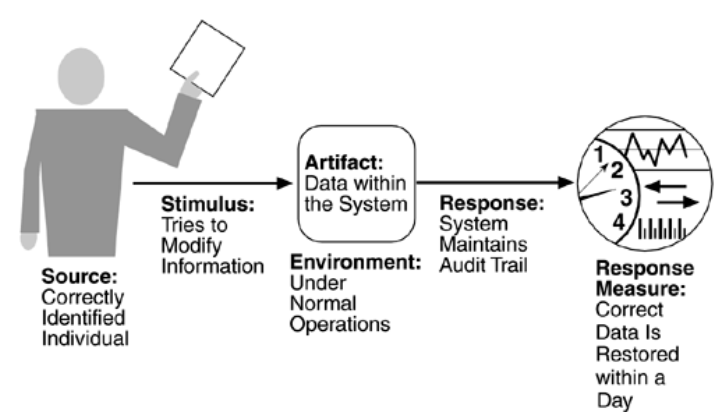 Source:
Correctly
Identified
Individual
Stimulus:
Tries to
Modify
Information
Artifact:
Data within
the System
Environment:
Under
Normal
Operations
Response:
System
Maintains
Audit Trail
1
2
3
4
Response
Measure:
Correct
Data Is
Restored
within a
Day